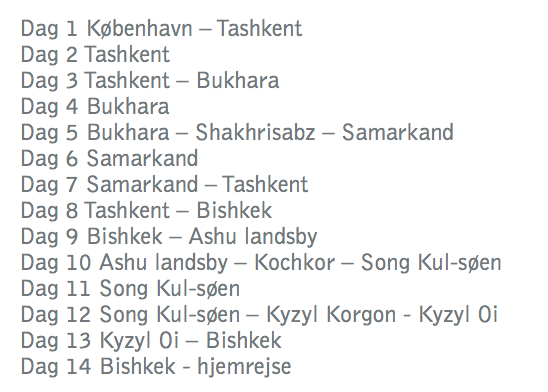 Dag 1 København – Tashkent
Dag 2 Tashkent
Dag 3 Tashkent – Bukhara
Dag 4 Bukhara
Dag 5 Bukhara – Shakhrisabz – Samarkand
Dag 6 Samarkand
Dag 7 Samarkand – Tashkent
Dag 8 Tashkent – Bishkek
Dag 9 Bishkek – Ashu landsby
Dag 10 Ashu landsby – Kochkor – Song Kul-søen
Dag 11 Song Kul-søen
Dag 12 Song Kul-søen – Kyzyl Korgon - Kyzyl Oi
Dag 13 Kyzyl Oi – Bishkek
Dag 14 Bishkek - hjemrejse